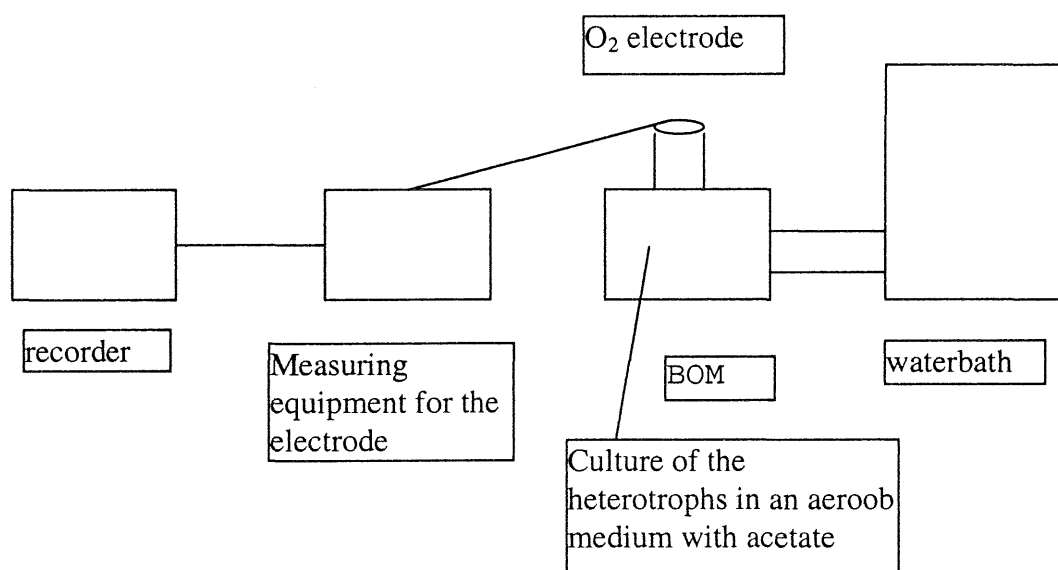 O₂ electrode
recorder
Measuring
equipment for the
electrode
BOM
waterbath
Culture of the
heterotrophs in an aeroob
medium with acetate